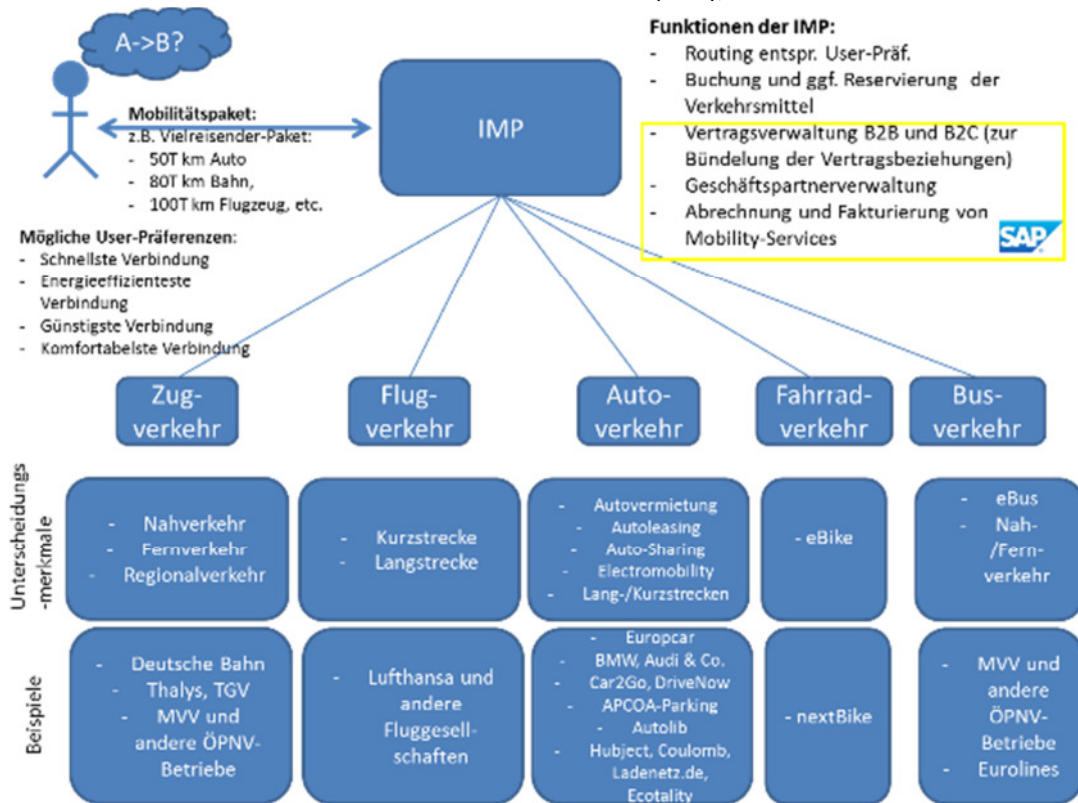 A->B?
Mobilitätspaket:
z.B. Vielreisender-Paket:
- 50T km Auto
- 80T km Bahn,
- 100T km Flugzeug, etc.
IMP
Funktionen der IMP:
- Routing entspr. User-Präf.
- Buchung und ggf. Reservierung der
Verkehrsmittel
- Vertragsverwaltung B2B und B2C (zur
Bündelung der Vertragsbeziehungen)
- Geschäftspartnerverwaltung
- Abrechnung und Fakturierung von
Mobility-Services
SAP
Mögliche User-Präferenzen:
- Schnellste Verbindung
- Energieeffizienteste
Verbindung
- Günstigste Verbindung
- Komfortabelste Verbindung
Zug-
verkehr
Flug-
verkehr
Auto-
verkehr
Fahrrad-
verkehr
Bus-
verkehr
Unterscheidungs
-merkmale
- Nahverkehr
- Fernverkehr
- Regionalverkehr
- Kurzstrecke
- Langstrecke
- Autovermietung
- Autoleasing
- Auto-Sharing
- Electromobility
- Lang-/Kurzstrecken
- eBike
- eBus
- Nah-
/Fern-
verkehr
Beispiele
- Deutsche Bahn
- Thalys, TGV
- MVV und
andere ÖPNV-
Betriebe
- Lufthansa und
andere
Fluggesell-
schaften
- Europcar
- BMW, Audi & Co.
- Car2Go, DriveNow
- APCOA-Parking
- Autolib
- Hubject, Coulomb,
Ladenetz.de,
Ecotality
- nextBike
- MVV und
andere
ÖPNV-
Betriebe
- Eurolines